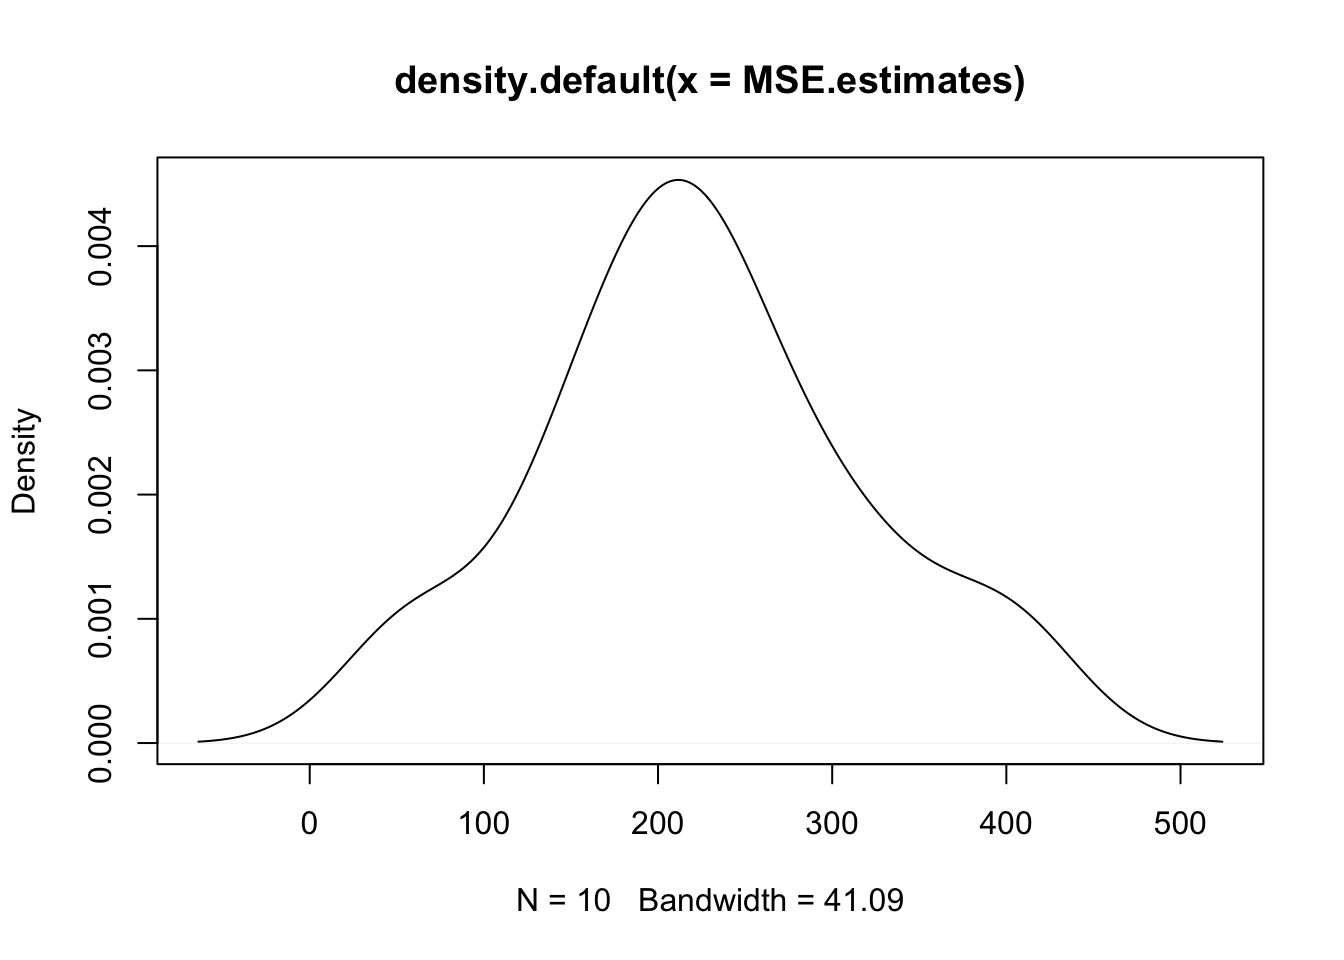 density.default(x = MSE.estimates)
Density
0.004
0.003
0.002
0.001
0.000
0 100 200 300 400 500
N = 10 Bandwidth = 41.09